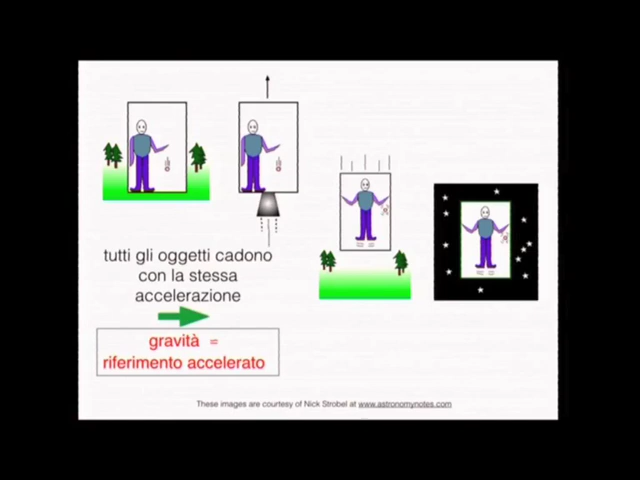 tutti gli oggetti cadono
con la stessa
accelerazione
gravità =
riferimento accelerato
These images are courtesy of Nick Strobel at www.astronomynotes.com